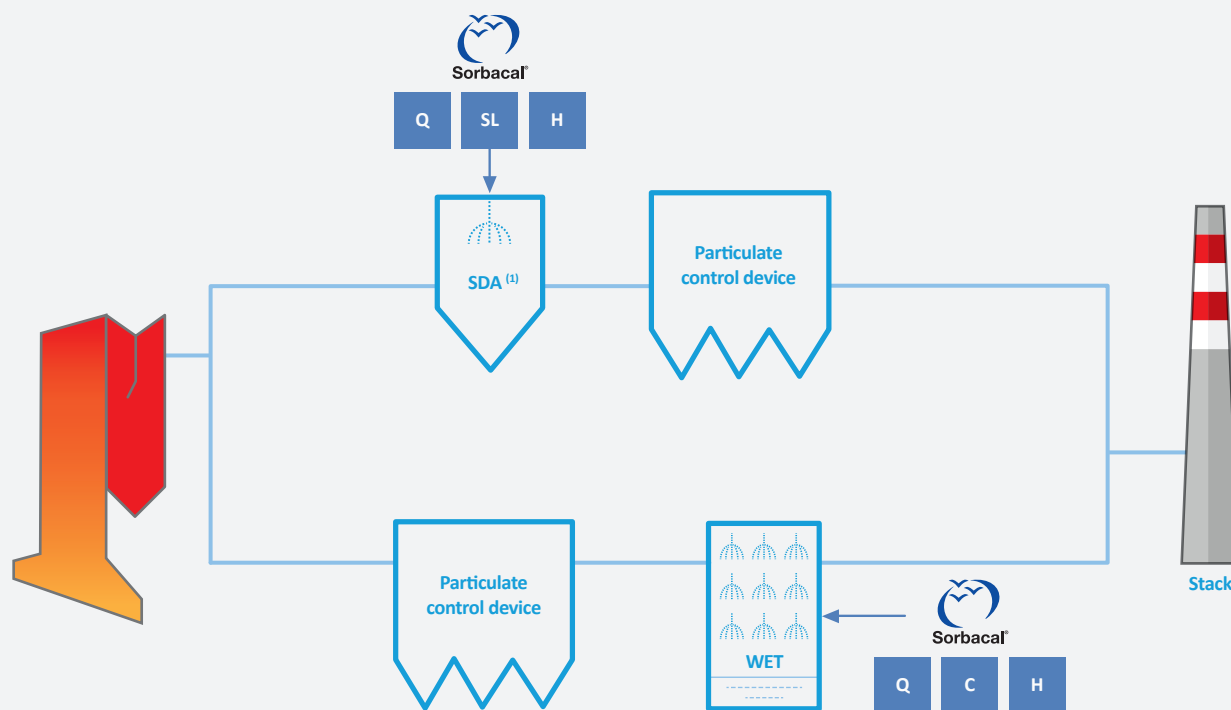 Sorbacal®
Q SL H
SDA (1)
Particulate
control device
Particulate
control device
WET
Stack
Sorbacal®
Q C H